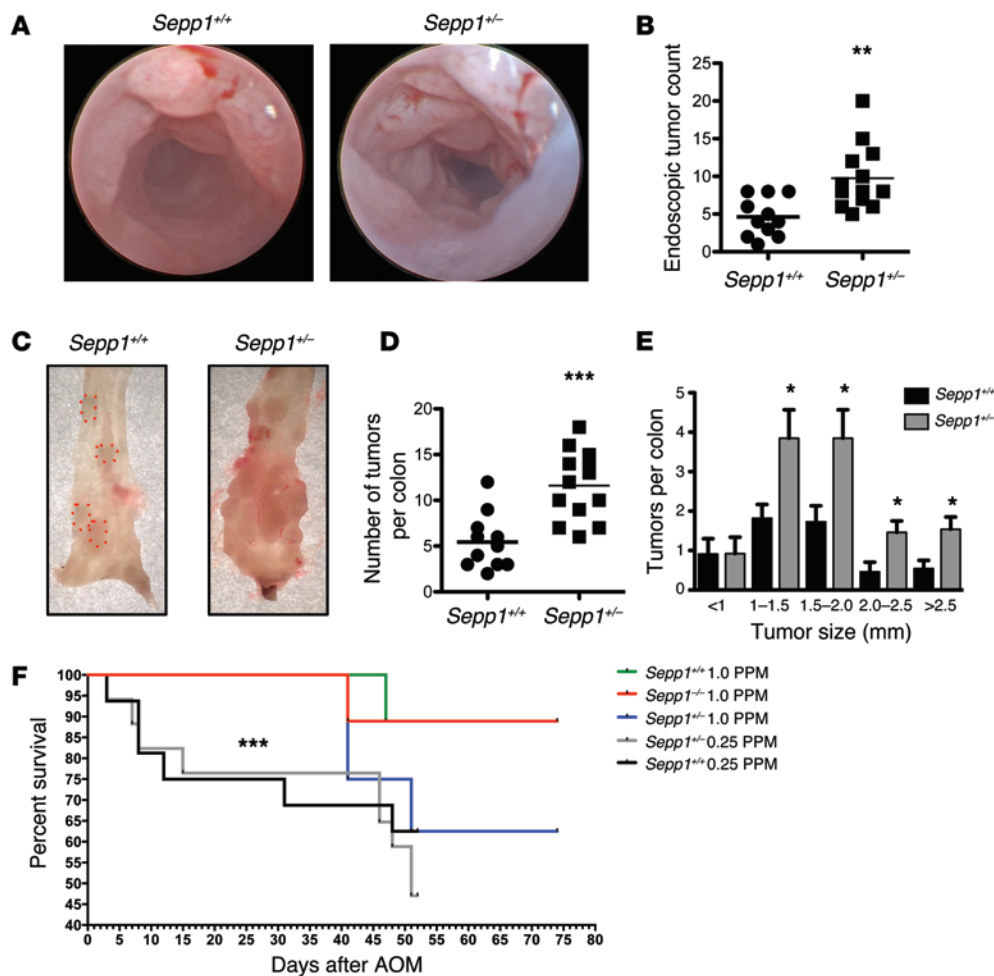 A
Sepp1+/+
Sepp1+/−
B
**
Endoscopic tumor count
25
20
15
10
5
0
Sepp1+/+
Sepp1+/−
C
Sepp1+/+
Sepp1+/−
D
***
Number of tumors
per colon
20
15
10
5
0
Sepp1+/+
Sepp1+/−
E
Sepp1+/+
Sepp1+/−
* * * *
Tumors per colon
5
4
3
2
1
0
<1 1–1.5 1.5–2.0 2.0–2.5 >2.5
Tumor size (mm)
F
Percent survival
100
95
90
85
80
75
70
65
60
55
50
45
40
***
0 5 10 15 20 25 30 35 40 45 50 55 60 65 70 75 80
Days after AOM
Sepp1+/+ 1.0 PPM
Sepp1−/− 1.0 PPM
Sepp1+/− 1.0 PPM
Sepp1+/− 0.25 PPM
Sepp1+/+ 0.25 PPM